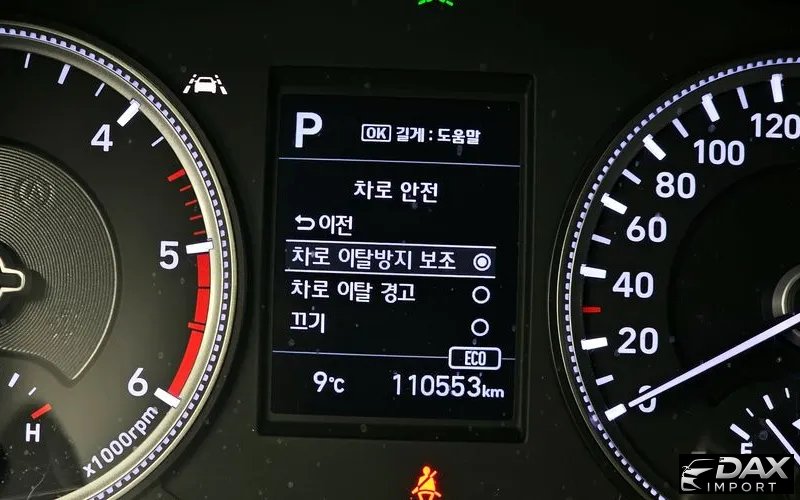 P
OK 길게 : 도움말
차로 안전
이전
차로 이탈방지 보조
차로 이탈 경고
끄기
ECO
9°C
110553km
4
5
6
x1000rpm
H
120
100
80
60
40
20
0
E
DAX
IMPORT